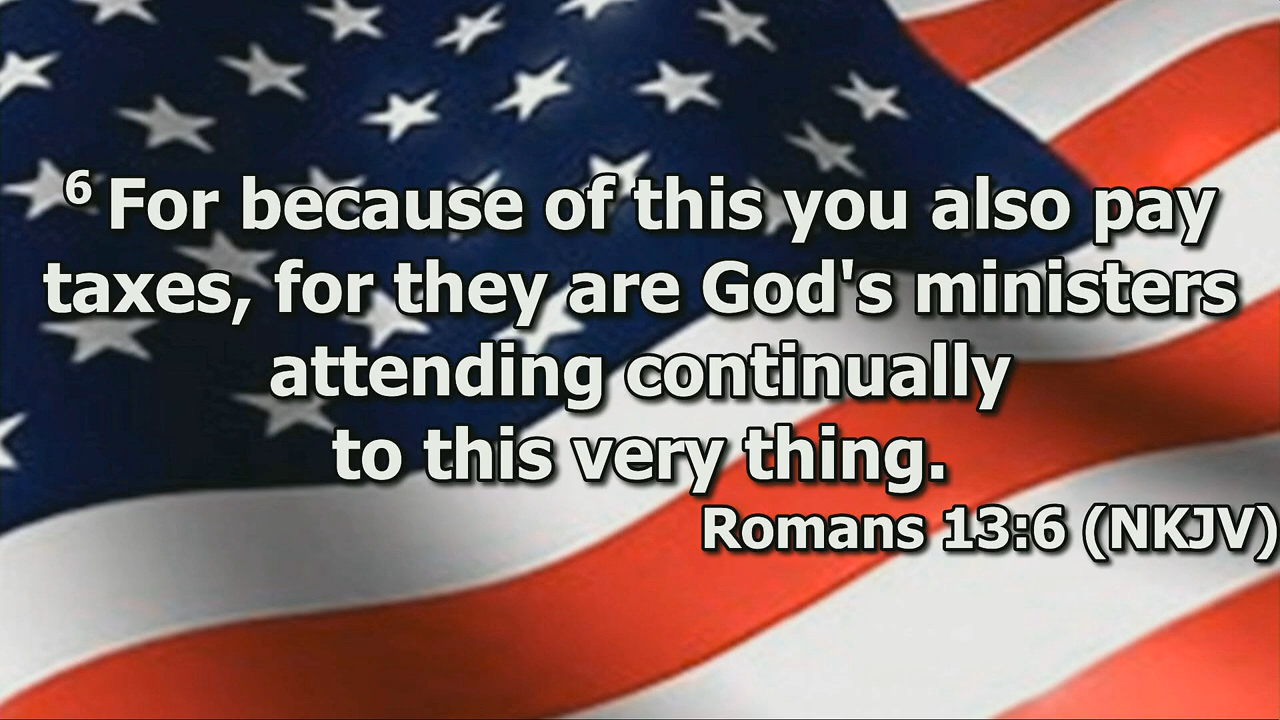 6 For because of this you also pay
taxes, for they are God's ministers
attending continually
to this very thing.
Romans 13:6 (NKJV)